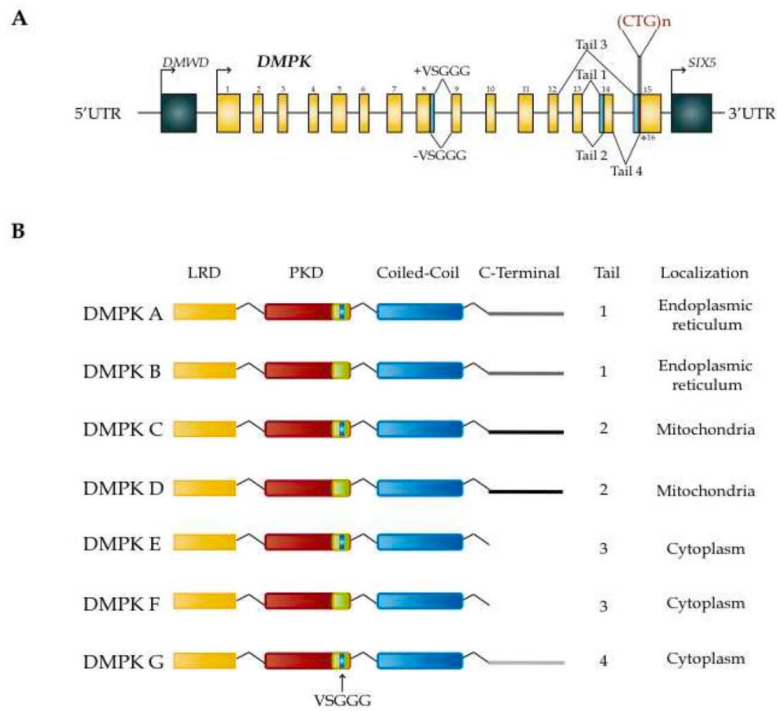 A
(CTG)n
DMWD
DMPK
Tail 3
SIX5
+VSGGG
Tail 1
1 2 3 4 5 6 7 8 9 10 11 12 13 14 15
5'UTR
3'UTR
16
-VSGGG
Tail 2
Tail 4
B
LRD PKD Coiled-Coil C-Terminal Tail Localization
DMPK A 1 Endoplasmic
reticulum
DMPK B 1 Endoplasmic
reticulum
DMPK C 2 Mitochondria
DMPK D 2 Mitochondria
DMPK E 3 Cytoplasm
DMPK F 3 Cytoplasm
DMPK G 4 Cytoplasm
VSGGG